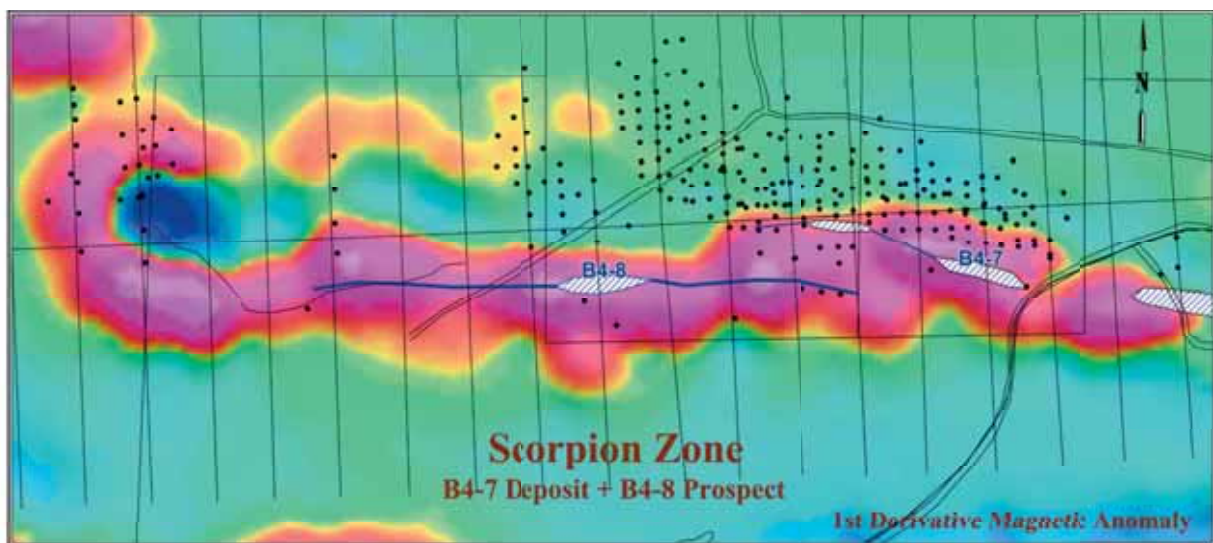 N
B4-8
B4-7
Scorpion Zone
B4-7 Deposit + B4-8 Prospect
1st Derivative Magnetic Anomaly